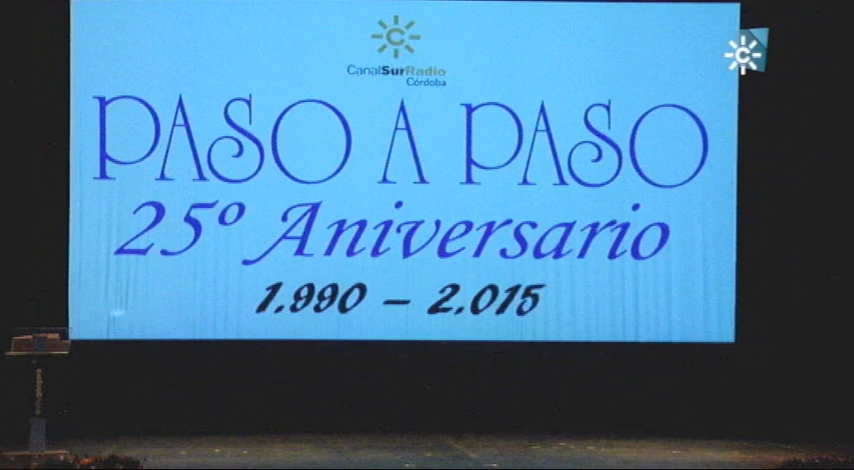 CanalSurRadio
Córdoba
PASO A PASO
25º Aniversario
1.990 - 2.015